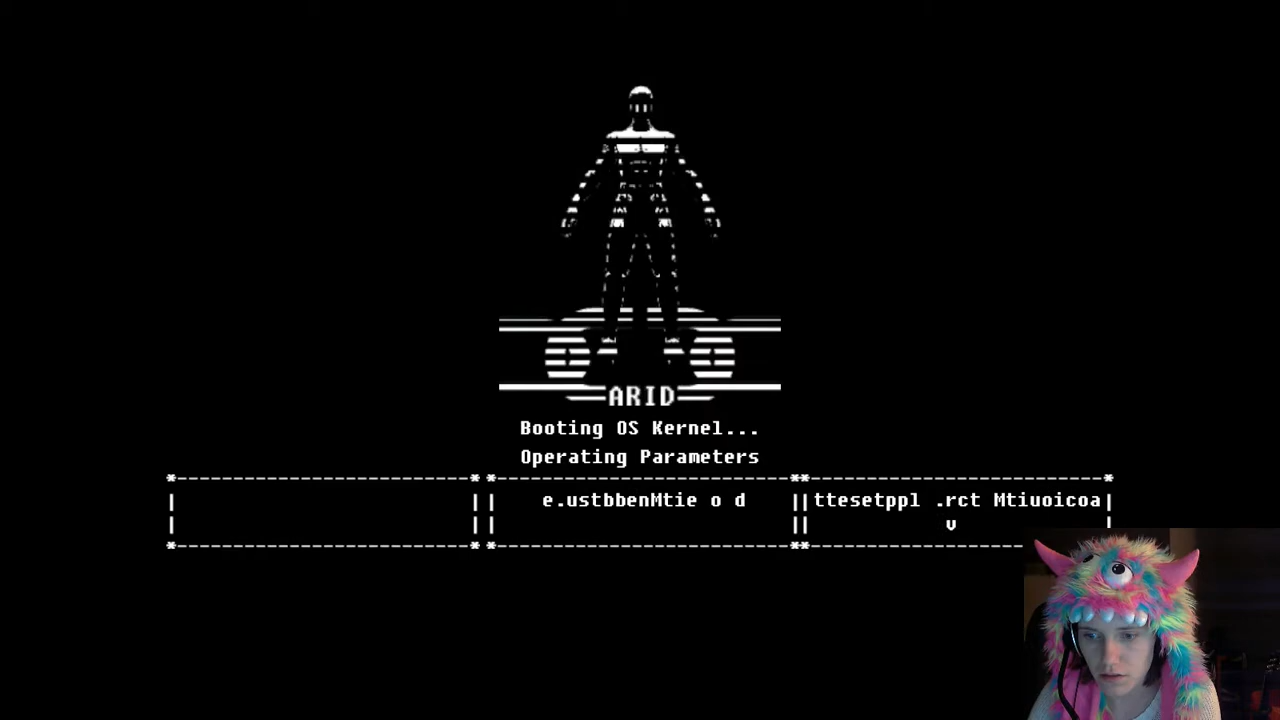 ARID
Booting OS Kernel...
Operating Parameters
e.ustbbenMtie o d
ttesetppl .rct Mtiuoicoa
v